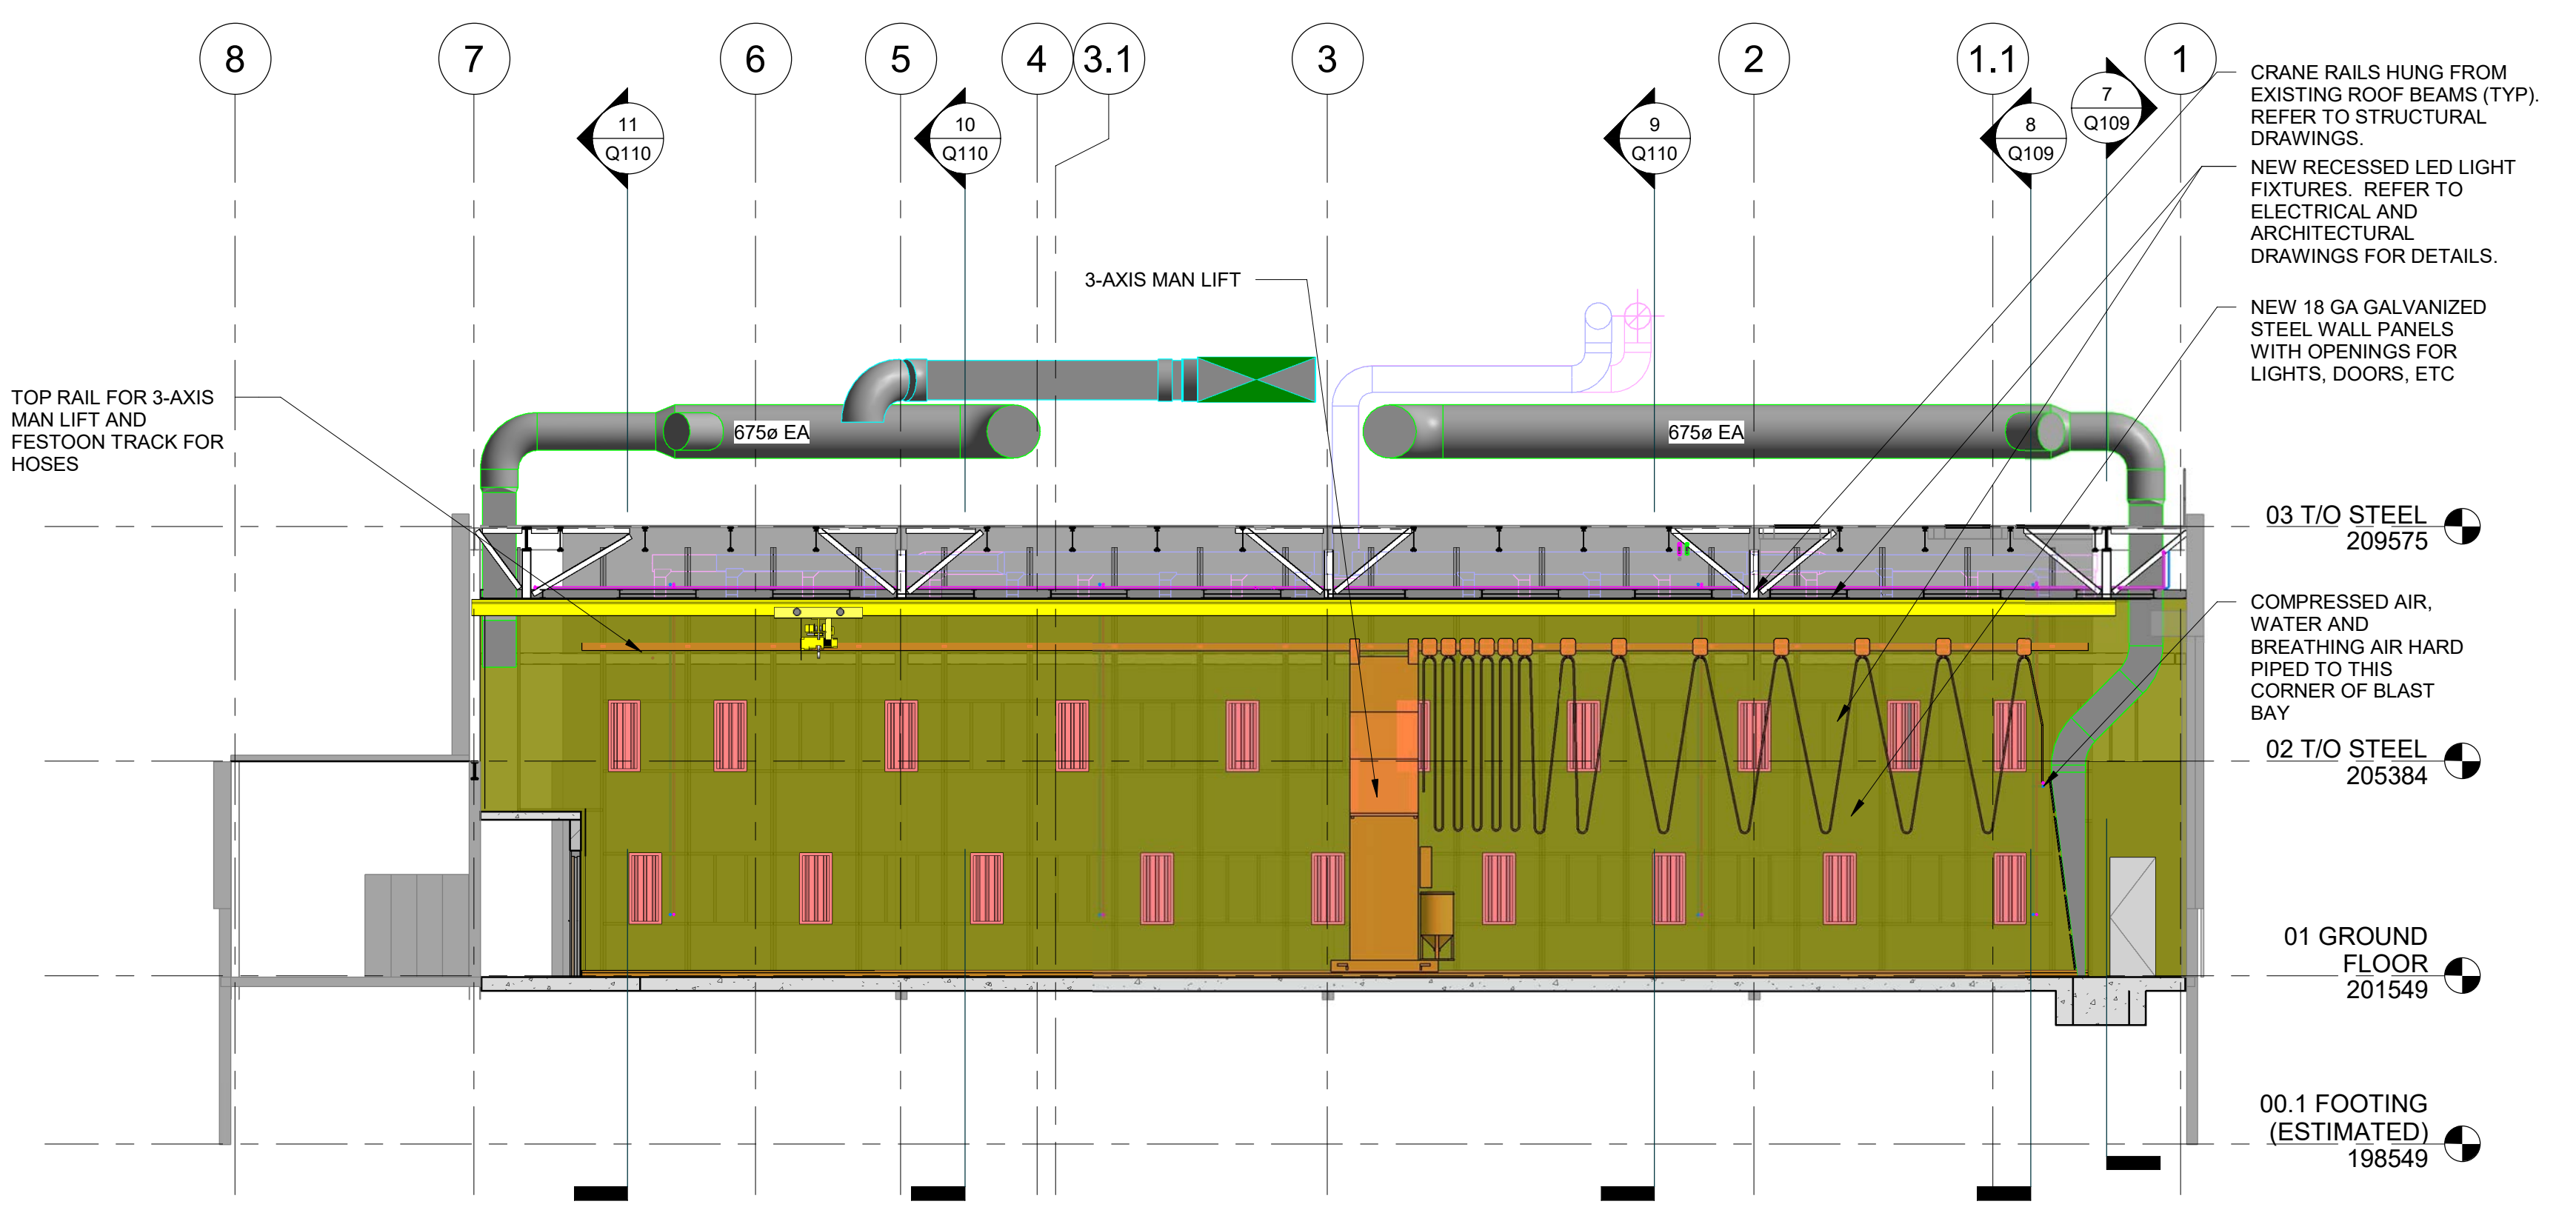 8
7
6
5
4
3.1
3
2
1.1
1
11
Q110
10
Q110
9
Q110
8
Q109
7
Q109
CRANE RAILS HUNG FROM
EXISTING ROOF BEAMS (TYP).
REFER TO STRUCTURAL
DRAWINGS.
NEW RECESSED LED LIGHT
FIXTURES.  REFER TO
ELECTRICAL AND
ARCHITECTURAL
DRAWINGS FOR DETAILS.
3-AXIS MAN LIFT
NEW 18 GA GALVANIZED
STEEL WALL PANELS
WITH OPENINGS FOR
LIGHTS, DOORS, ETC
TOP RAIL FOR 3-AXIS
MAN LIFT AND
FESTOON TRACK FOR
HOSES
675ø EA
675ø EA
03 T/O STEEL
209575
COMPRESSED AIR,
WATER AND
BREATHING AIR HARD
PIPED TO THIS
CORNER OF BLAST
BAY
02 T/O STEEL
205384
01 GROUND
FLOOR
201549
00.1 FOOTING
(ESTIMATED)
198549